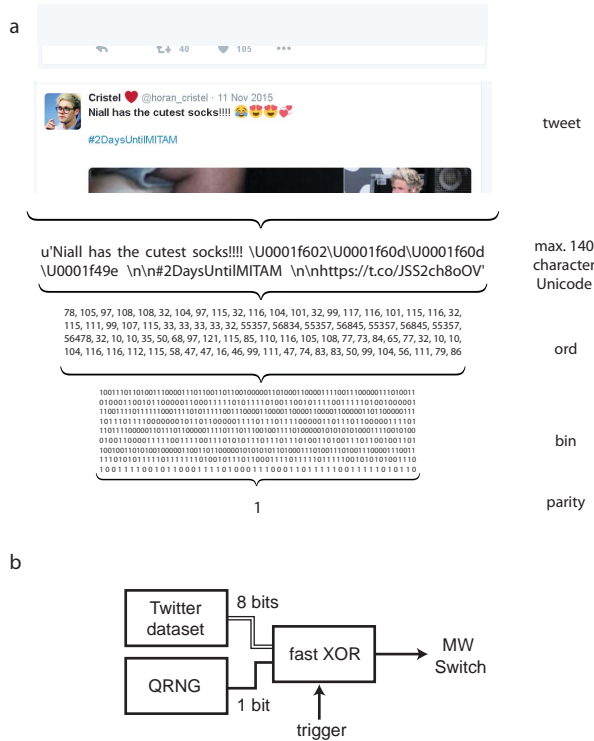 a
40 105 •••
Cristel ❤ @horan_cristel · 11 Nov 2015
Niall has the cutest socks!!!! 😂😍😍💞
#2DaysUntilMITAM
tweet
u'Niall has the cutest socks!!!! \U0001f602\U0001f60d\U0001f60d
\U0001f49e \n\n#2DaysUntilMITAM \n\nhttps://t.co/JSS2ch8oOV'
max. 140
character
Unicode
78, 105, 97, 108, 108, 32, 104, 97, 115, 32, 116, 104, 101, 32, 99, 117, 116, 101, 115, 116, 32,
115, 111, 99, 107, 115, 33, 33, 33, 33, 32, 55357, 56834, 55357, 56845, 55357, 56845, 55357,
56478, 32, 10, 10, 35, 50, 68, 97, 121, 115, 85, 110, 116, 105, 108, 77, 73, 84, 65, 77, 32, 10, 10,
104, 116, 116, 112, 115, 58, 47, 47, 116, 46, 99, 111, 47, 74, 83, 83, 50, 99, 104, 56, 111, 79, 86
ord
bin
1
parity
b
Twitter
dataset
8 bits
QRNG
1 bit
fast XOR
trigger
MW
Switch